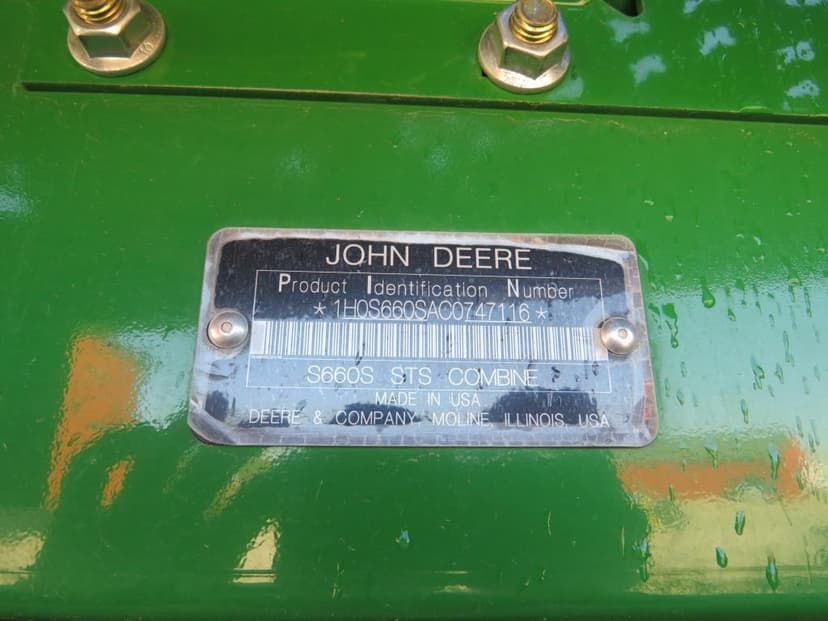 JOHN DEERE
Product Identification Number
*1H0S660SAC0747116*
S660S STS COMBINE
MADE IN USA
DEERE & COMPANY MOLINE, ILLINOIS, USA